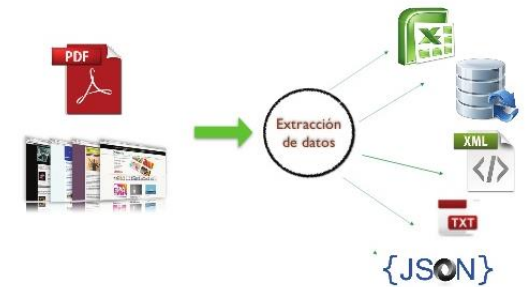 PDF
Extracción
de datos
XML
</>
TXT
{JSON}